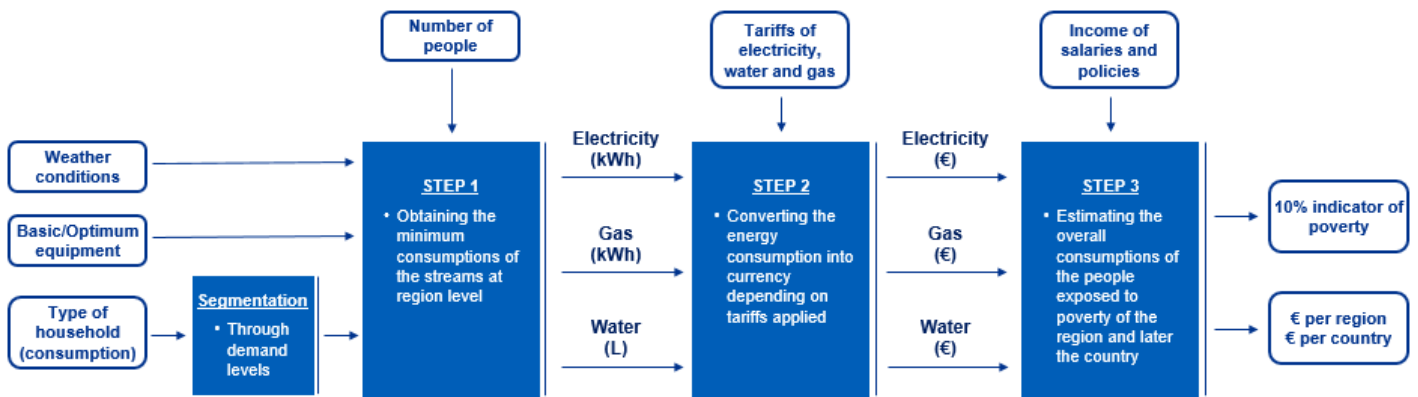 Number of
people
Tariffs of
electricity,
water and gas
Income of
salaries and
policies
Weather
conditions
Basic/Optimum
equipment
Type of
household
(consumption)
Segmentation
• Through
demand
levels
STEP 1
• Obtaining the
minimum
consumptions of
the streams at
region level
Electricity
(kWh)
Gas
(kWh)
Water
(L)
STEP 2
• Converting the
energy
consumption into
currency
depending on
tariffs applied
Electricity
(€)
Gas
(€)
Water
(€)
STEP 3
• Estimating the
overall
consumptions of
the people
exposed to
poverty of the
region and later
the country
10% indicator of
poverty
€ per region
€ per country